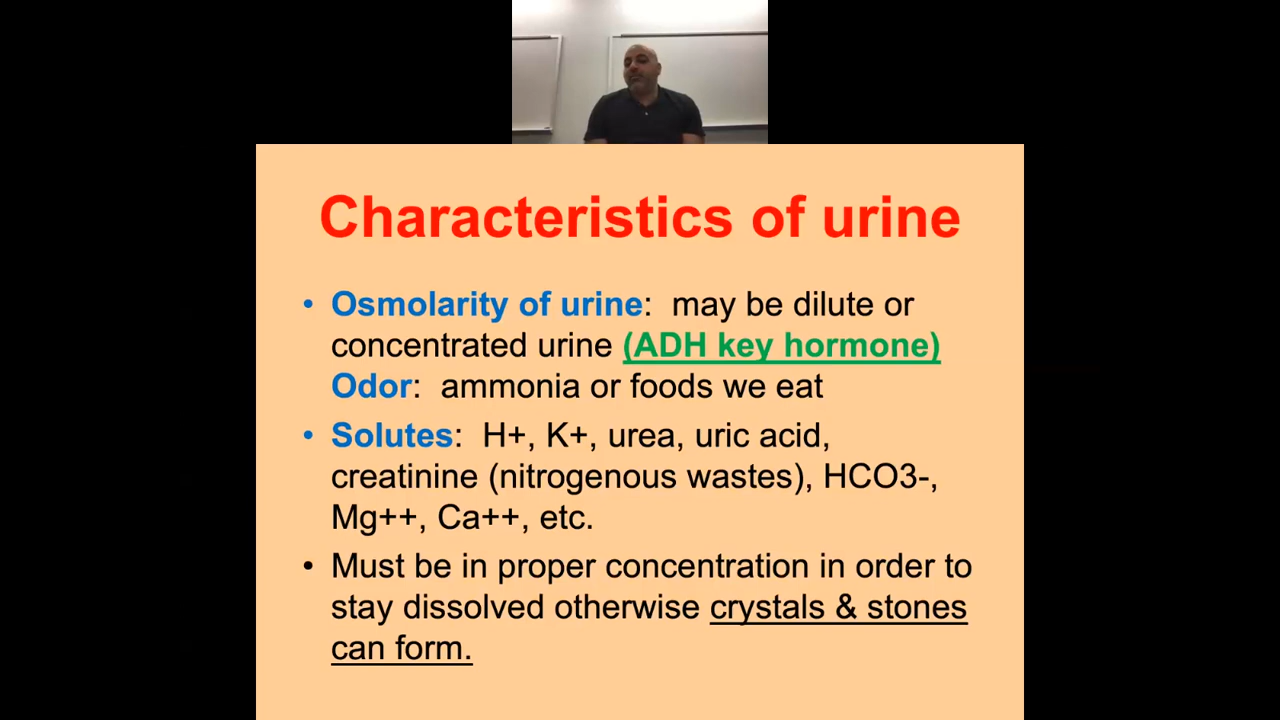 Characteristics of urine
• Osmolarity of urine: may be dilute or
concentrated urine (ADH key hormone)
Odor: ammonia or foods we eat
• Solutes: H+, K+, urea, uric acid,
creatinine (nitrogenous wastes), HCO3-,
Mg++, Ca++, etc.
• Must be in proper concentration in order to
stay dissolved otherwise crystals & stones
can form.